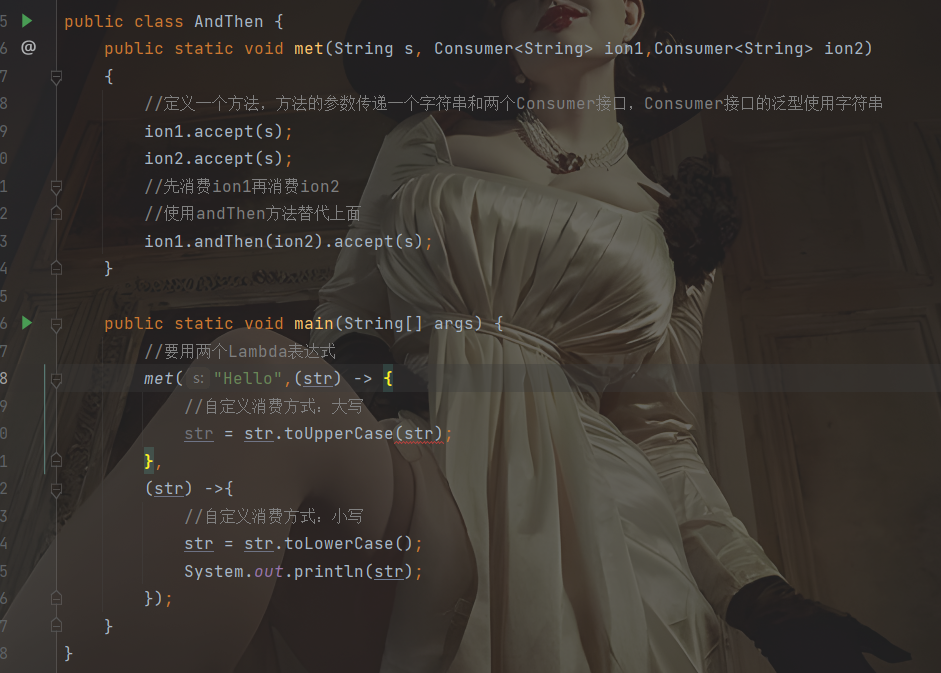 5 public class AndThen {
6 @ public static void met(String s, Consumer<String> ion1,Consumer<String> ion2)
7 {
8 //定义一个方法，方法的参数传递一个字符串和两个Consumer接口，Consumer接口的泛型使用字符串
9 ion1.accept(s);
0 ion2.accept(s);
1 //先消费ion1再消费ion2
2 //使用andThen方法替代上面
3 ion1.andThen(ion2).accept(s);
4 }
5
6 public static void main(String[] args) {
7 //要用两个Lambda表达式
8 met( s: "Hello",(str) -> {
9 //自定义消费方式：大写
0 str = str.toUpperCase(str);
1 },
2 (str) ->{
3 //自定义消费方式：小写
4 str = str.toLowerCase();
5 System.out.println(str);
6 });
7 }
8 }